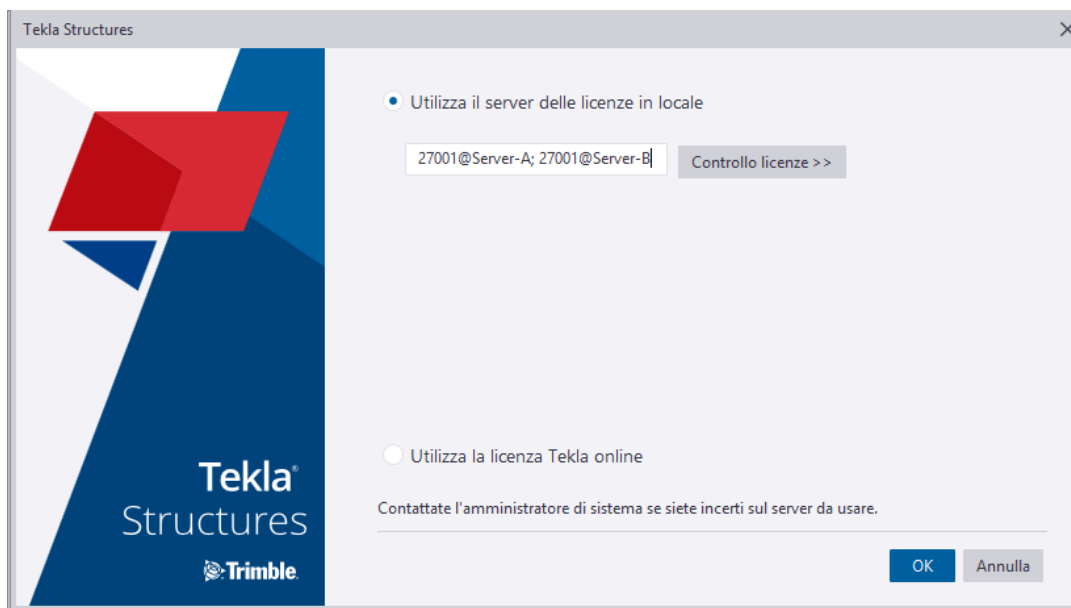 Tekla Structures
Utilizza il server delle licenze in locale
27001@Server-A; 27001@Server-B
Controllo licenze >>
Utilizza la licenza Tekla online
Contattate l'amministratore di sistema se siete incerti sul server da usare.
Tekla®
Structures
Trimble.
OK
Annulla